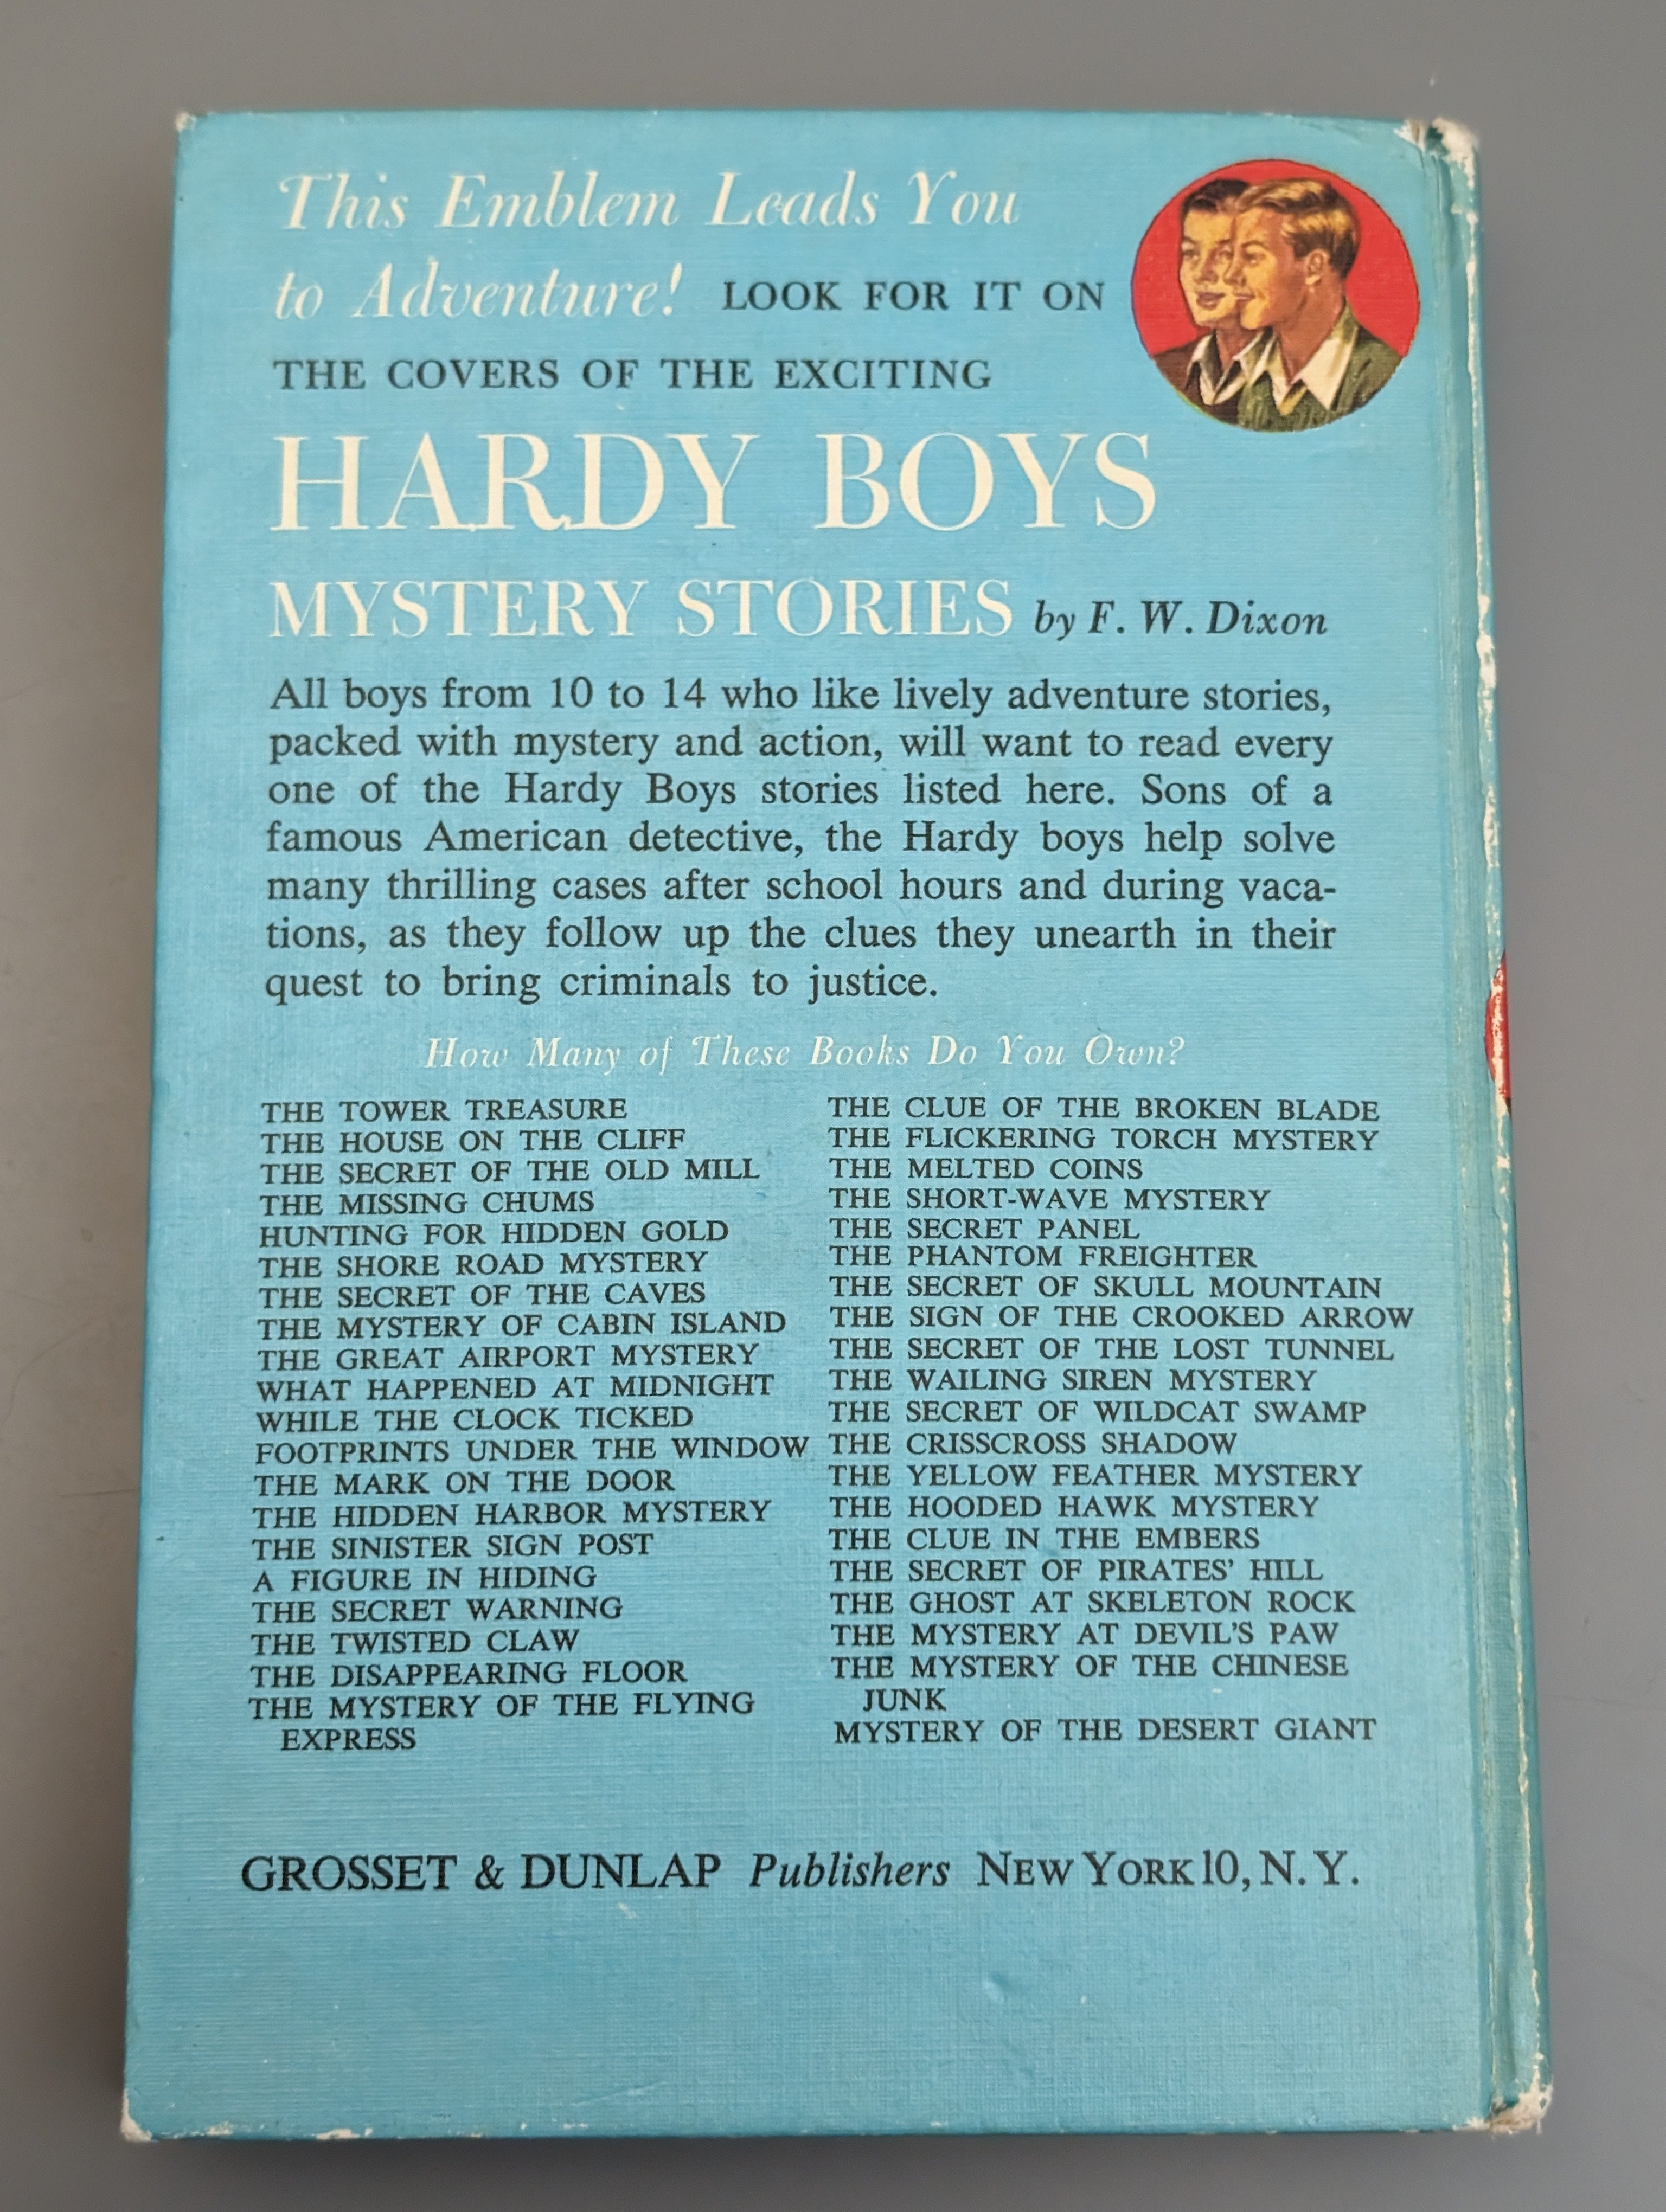 This Emblem Leads You
to Adventure! LOOK FOR IT ON
THE COVERS OF THE EXCITING
HARDY BOYS
MYSTERY STORIES by F. W. Dixon
All boys from 10 to 14 who like lively adventure stories,
packed with mystery and action, will want to read every
one of the Hardy Boys stories listed here. Sons of a
famous American detective, the Hardy boys help solve
many thrilling cases after school hours and during vaca-
tions, as they follow up the clues they unearth in their
quest to bring criminals to justice.
How Many of These Books Do You Own?
THE TOWER TREASURE
THE HOUSE ON THE CLIFF
THE SECRET OF THE OLD MILL
THE MISSING CHUMS
HUNTING FOR HIDDEN GOLD
THE SHORE ROAD MYSTERY
THE SECRET OF THE CAVES
THE MYSTERY OF CABIN ISLAND
THE GREAT AIRPORT MYSTERY
WHAT HAPPENED AT MIDNIGHT
WHILE THE CLOCK TICKED
FOOTPRINTS UNDER THE WINDOW
THE MARK ON THE DOOR
THE HIDDEN HARBOR MYSTERY
THE SINISTER SIGN POST
A FIGURE IN HIDING
THE SECRET WARNING
THE TWISTED CLAW
THE DISAPPEARING FLOOR
THE MYSTERY OF THE FLYING
EXPRESS
THE CLUE OF THE BROKEN BLADE
THE FLICKERING TORCH MYSTERY
THE MELTED COINS
THE SHORT-WAVE MYSTERY
THE SECRET PANEL
THE PHANTOM FREIGHTER
THE SECRET OF SKULL MOUNTAIN
THE SIGN OF THE CROOKED ARROW
THE SECRET OF THE LOST TUNNEL
THE WAILING SIREN MYSTERY
THE SECRET OF WILDCAT SWAMP
THE CRISSCROSS SHADOW
THE YELLOW FEATHER MYSTERY
THE HOODED HAWK MYSTERY
THE CLUE IN THE EMBERS
THE SECRET OF PIRATES' HILL
THE GHOST AT SKELETON ROCK
THE MYSTERY AT DEVIL'S PAW
THE MYSTERY OF THE CHINESE
JUNK
MYSTERY OF THE DESERT GIANT
GROSSET & DUNLAP Publishers NEW YORK 10, N. Y.